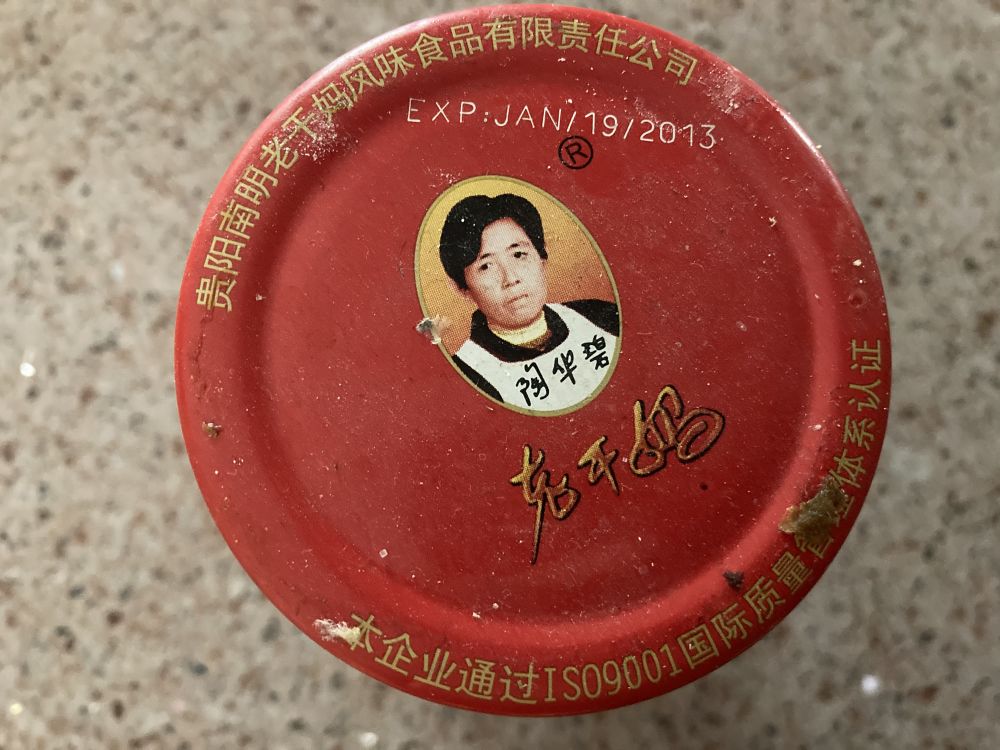 贵阳南明老干妈风味食品有限责任公司
EXP:JAN/19/2013
®
陶华碧
老干妈
本企业通过ISO9001国际质量管理体系认证